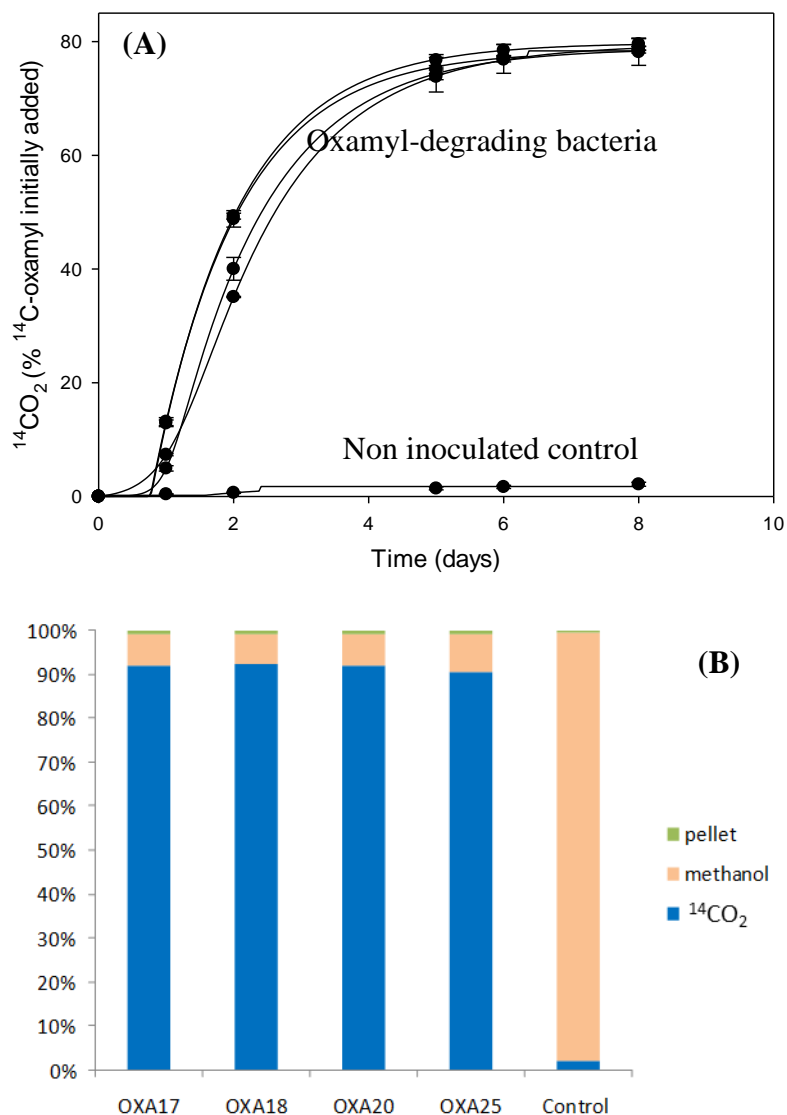 (A)
¹⁴CO₂ (% ¹⁴C-oxamyl initially added)
80
60
40
20
0
Oxamyl-degrading bacteria
Non inoculated control
0 2 4 6 8 10
Time (days)
(B)
100%
90%
80%
70%
60%
50%
40%
30%
20%
10%
0%
pellet
methanol
¹⁴CO₂
OXA17 OXA18 OXA20 OXA25 Control